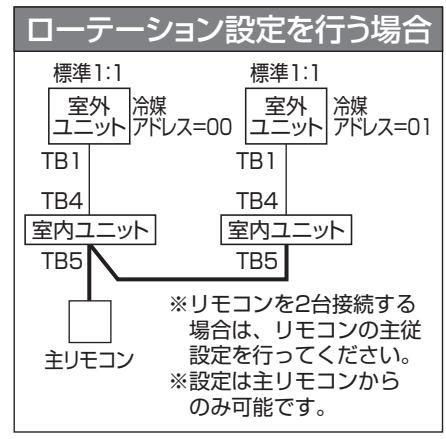 ローテーション設定を行う場合
標準1:1 標準1:1
室外 冷媒 室外 冷媒
ユニット アドレス=00 ユニット アドレス=01
TB1 TB1
TB4 TB4
室内ユニット 室内ユニット
TB5 TB5
※リモコンを2台接続する
場合は、リモコンの主従
設定を行ってください。
主リモコン
※設定は主リモコンから
のみ可能です。